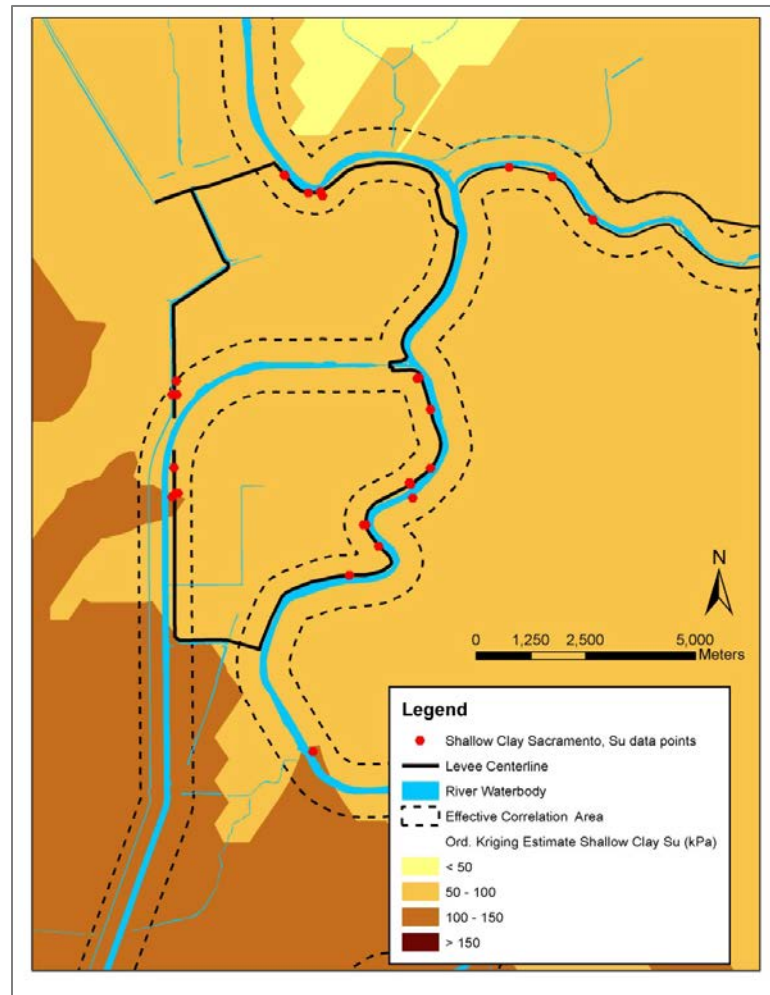 N
0 1,250 2,500 5,000
Meters
Legend
Shallow Clay Sacramento, Su data points
Levee Centerline
River Waterbody
Effective Correlation Area
Ord. Kriging Estimate Shallow Clay Su (kPa)
< 50
50 - 100
100 - 150
> 150